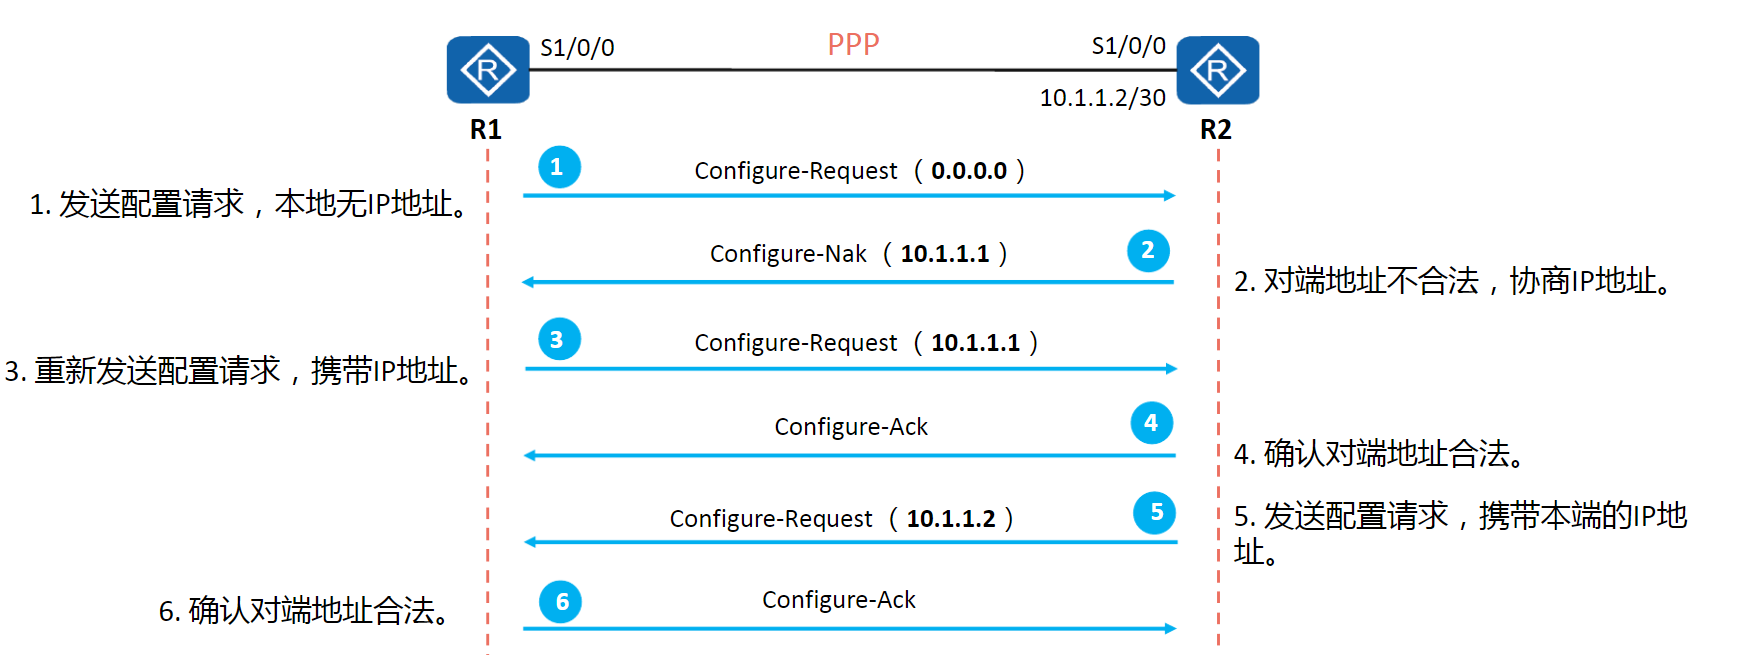 S1/0/0
PPP
S1/0/0
R
R
10.1.1.2/30
R1
R2
1
Configure-Request （0.0.0.0）
1. 发送配置请求，本地无IP地址。
Configure-Nak （10.1.1.1）
2
2. 对端地址不合法，协商IP地址。
3
Configure-Request （10.1.1.1）
3. 重新发送配置请求，携带IP地址。
Configure-Ack
4
4. 确认对端地址合法。
Configure-Request （10.1.1.2）
5
5. 发送配置请求，携带本端的IP地
址。
6
Configure-Ack
6. 确认对端地址合法。